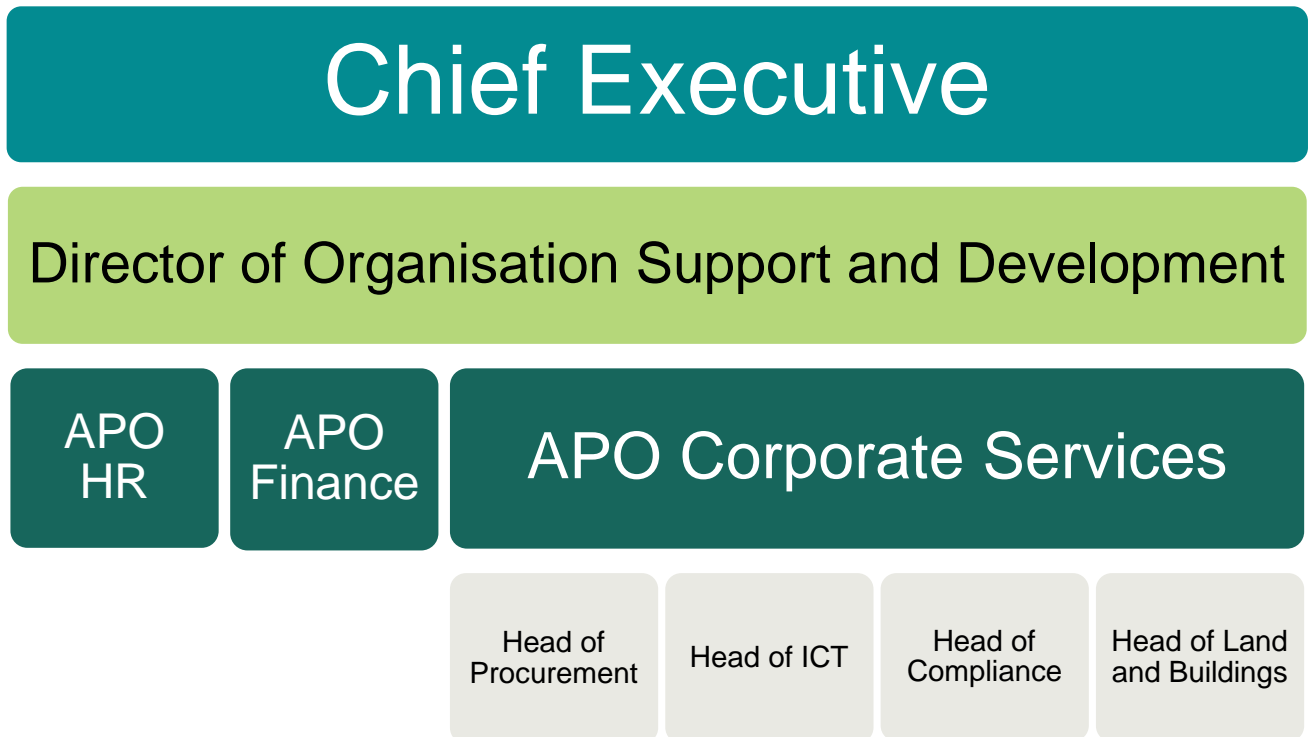 Chief Executive
Director of Organisation Support and Development
APO
HR
APO
Finance
APO Corporate Services
Head of
Procurement
Head of ICT
Head of
Compliance
Head of Land
and Buildings